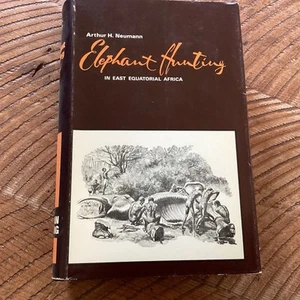 Arthur H. Neumann
Elephant Hunting
IN EAST EQUATORIAL AFRICA